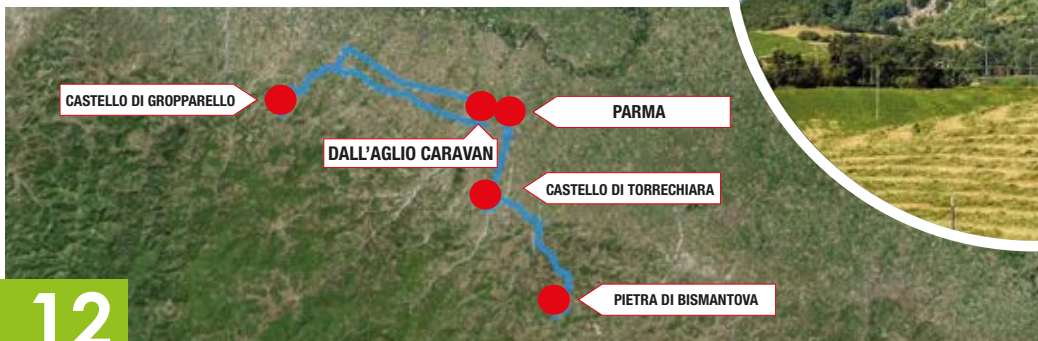 CASTELLO DI GROPPARELLO
PARMA
DALL'AGLIO CARAVAN
CASTELLO DI TORRECHIARA
PIETRA DI BISMANTOVA
12